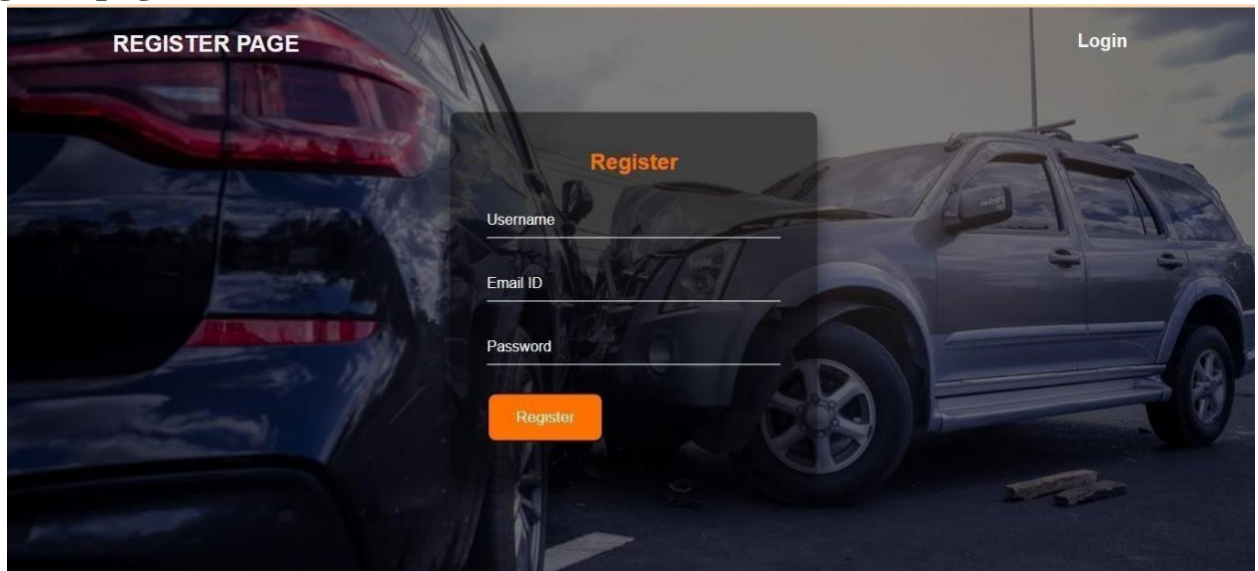 REGISTER PAGE
Login
Register
Username
Email ID
Password
Register